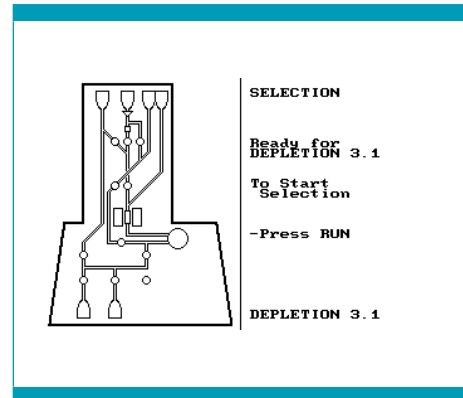 SELECTION
Ready for
DEPLETION 3.1
To Start
Selection
-Press RUN
DEPLETION 3.1